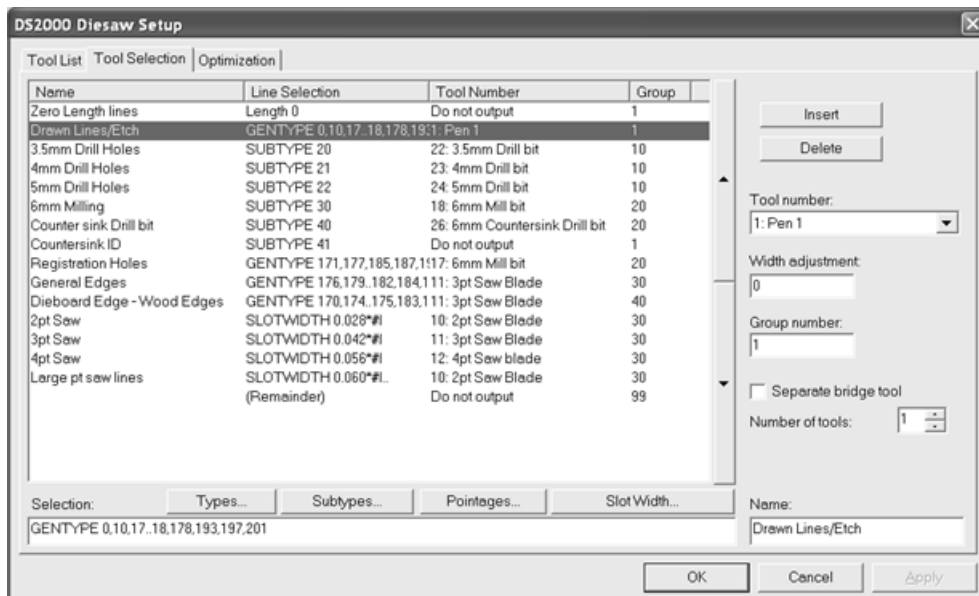 DS2000 Diesaw Setup
Tool List Tool Selection Optimization
Name Line Selection Tool Number Group
Zero Length lines Length 0 Do not output 1
Drawn Lines/Etch GENTYPE 0,10,17..18,178,19: 1: Pen 1 1
3.5mm Drill Holes SUBTYPE 20 22: 3.5mm Drill bit 10
4mm Drill Holes SUBTYPE 21 23: 4mm Drill bit 10
5mm Drill Holes SUBTYPE 22 24: 5mm Drill bit 10
6mm Milling SUBTYPE 30 18: 6mm Mill bit 20
Counter sink Drill bit SUBTYPE 40 26: 6mm Countersink Drill bit 20
Countersink ID SUBTYPE 41 Do not output 1
Registration Holes GENTYPE 171,177,185,187,1 17: 6mm Mill bit 20
General Edges GENTYPE 176,179..182,184,1 11: 3pt Saw Blade 30
Dieboard Edge - Wood Edges GENTYPE 170,174..175,183,1 11: 3pt Saw Blade 40
2pt Saw SLOTWIDTH 0.028*#I 10: 2pt Saw Blade 30
3pt Saw SLOTWIDTH 0.042*#I 11: 3pt Saw Blade 30
4pt Saw SLOTWIDTH 0.056*#I 12: 4pt Saw blade 30
Large pt saw lines SLOTWIDTH 0.060*#I.. 10: 2pt Saw Blade 30
(Remainder) Do not output 99
Insert
Delete
Tool number:
1: Pen 1
Width adjustment:
0
Group number:
1
Separate bridge tool
Number of tools: 1
Selection: Types... Subtypes... Pointages... Slot Width...
GENTYPE 0,10,17..18,178,193,197,201
Name:
Drawn Lines/Etch
OK Cancel Apply